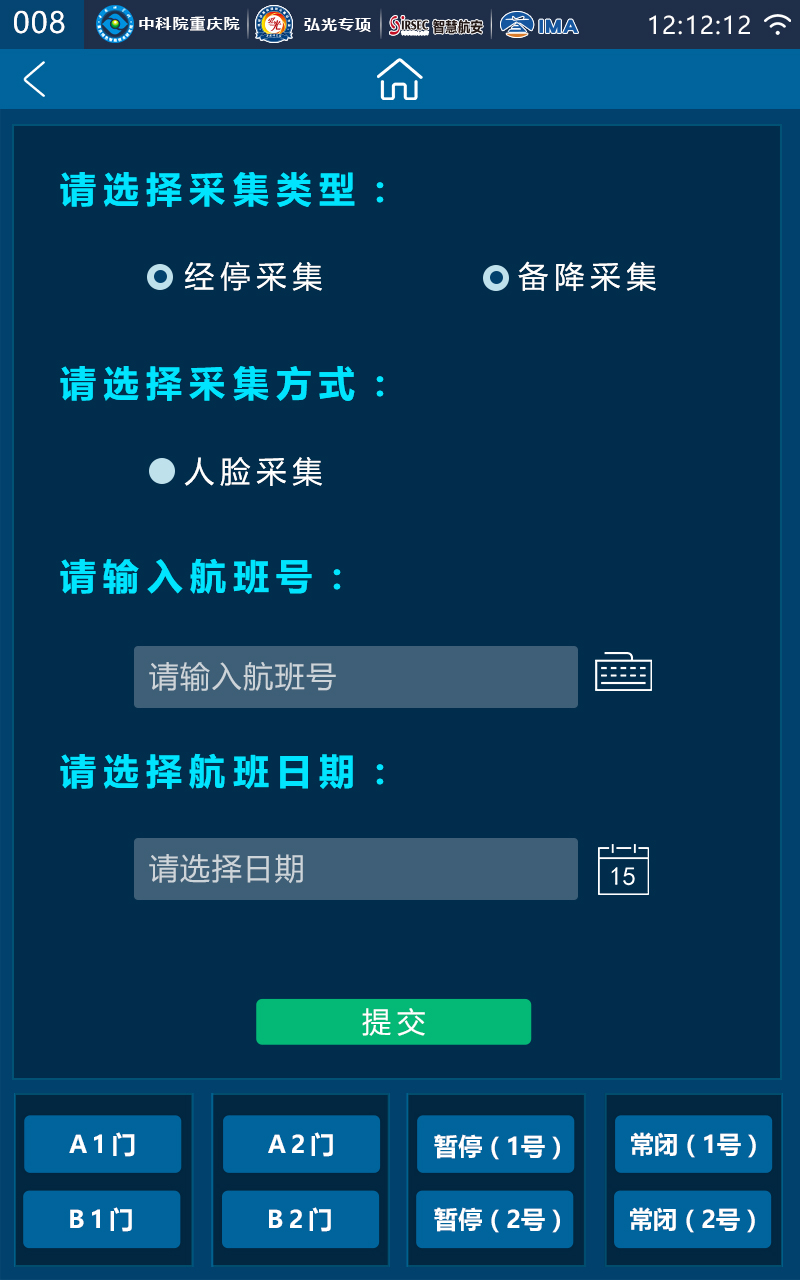 008 中科院重庆院 弘光专项 SiRSEC 智慧航安 IMA 12:12:12
请选择采集类型：
经停采集 备降采集
请选择采集方式：
人脸采集
请输入航班号：
请输入航班号
请选择航班日期：
请选择日期
15
提交
A1门 A2门 暂停（1号） 常闭（1号）
B1门 B2门 暂停（2号） 常闭（2号）